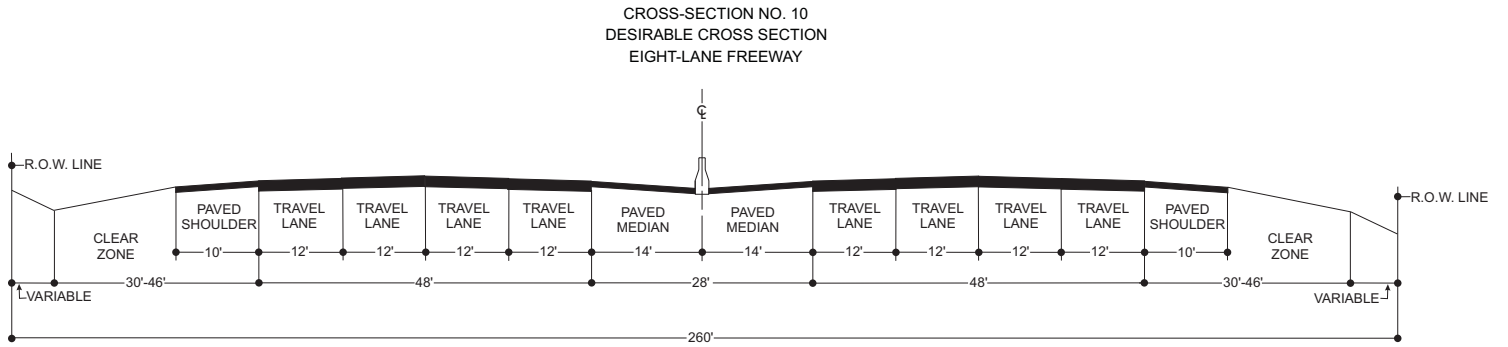 CROSS-SECTION NO. 10
DESIRABLE CROSS SECTION
EIGHT-LANE FREEWAY
℄
R.O.W. LINE
R.O.W. LINE
PAVED
SHOULDER
TRAVEL
LANE
TRAVEL
LANE
TRAVEL
LANE
TRAVEL
LANE
PAVED
MEDIAN
PAVED
MEDIAN
TRAVEL
LANE
TRAVEL
LANE
TRAVEL
LANE
TRAVEL
LANE
PAVED
SHOULDER
CLEAR
ZONE
CLEAR
ZONE
10' 12' 12' 12' 12' 14' 14' 12' 12' 12' 12' 10'
30'-46' 48' 28' 48' 30'-46'
VARIABLE
VARIABLE
260'